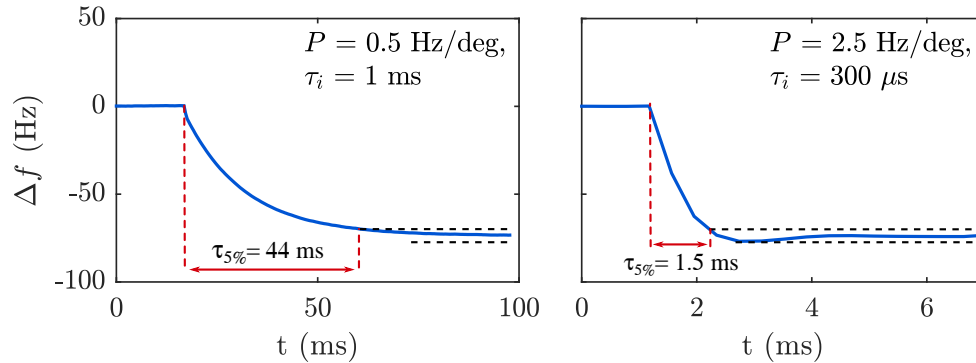 50
0
-50
-100
Δf (Hz)
P = 0.5 Hz/deg,
τi = 1 ms
τ5%= 44 ms
0
50
100
t (ms)
P = 2.5 Hz/deg,
τi = 300 μs
τ5%= 1.5 ms
0
2
4
6
t (ms)